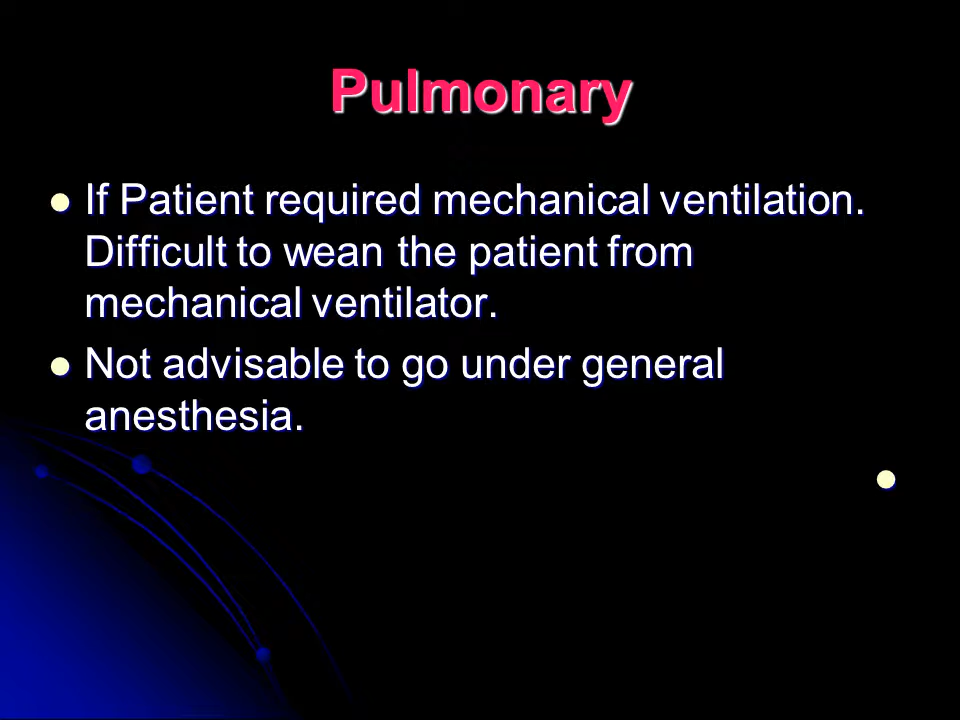 Pulmonary
● If Patient required mechanical ventilation.
Difficult to wean the patient from
mechanical ventilator.
● Not advisable to go under general
anesthesia.
●